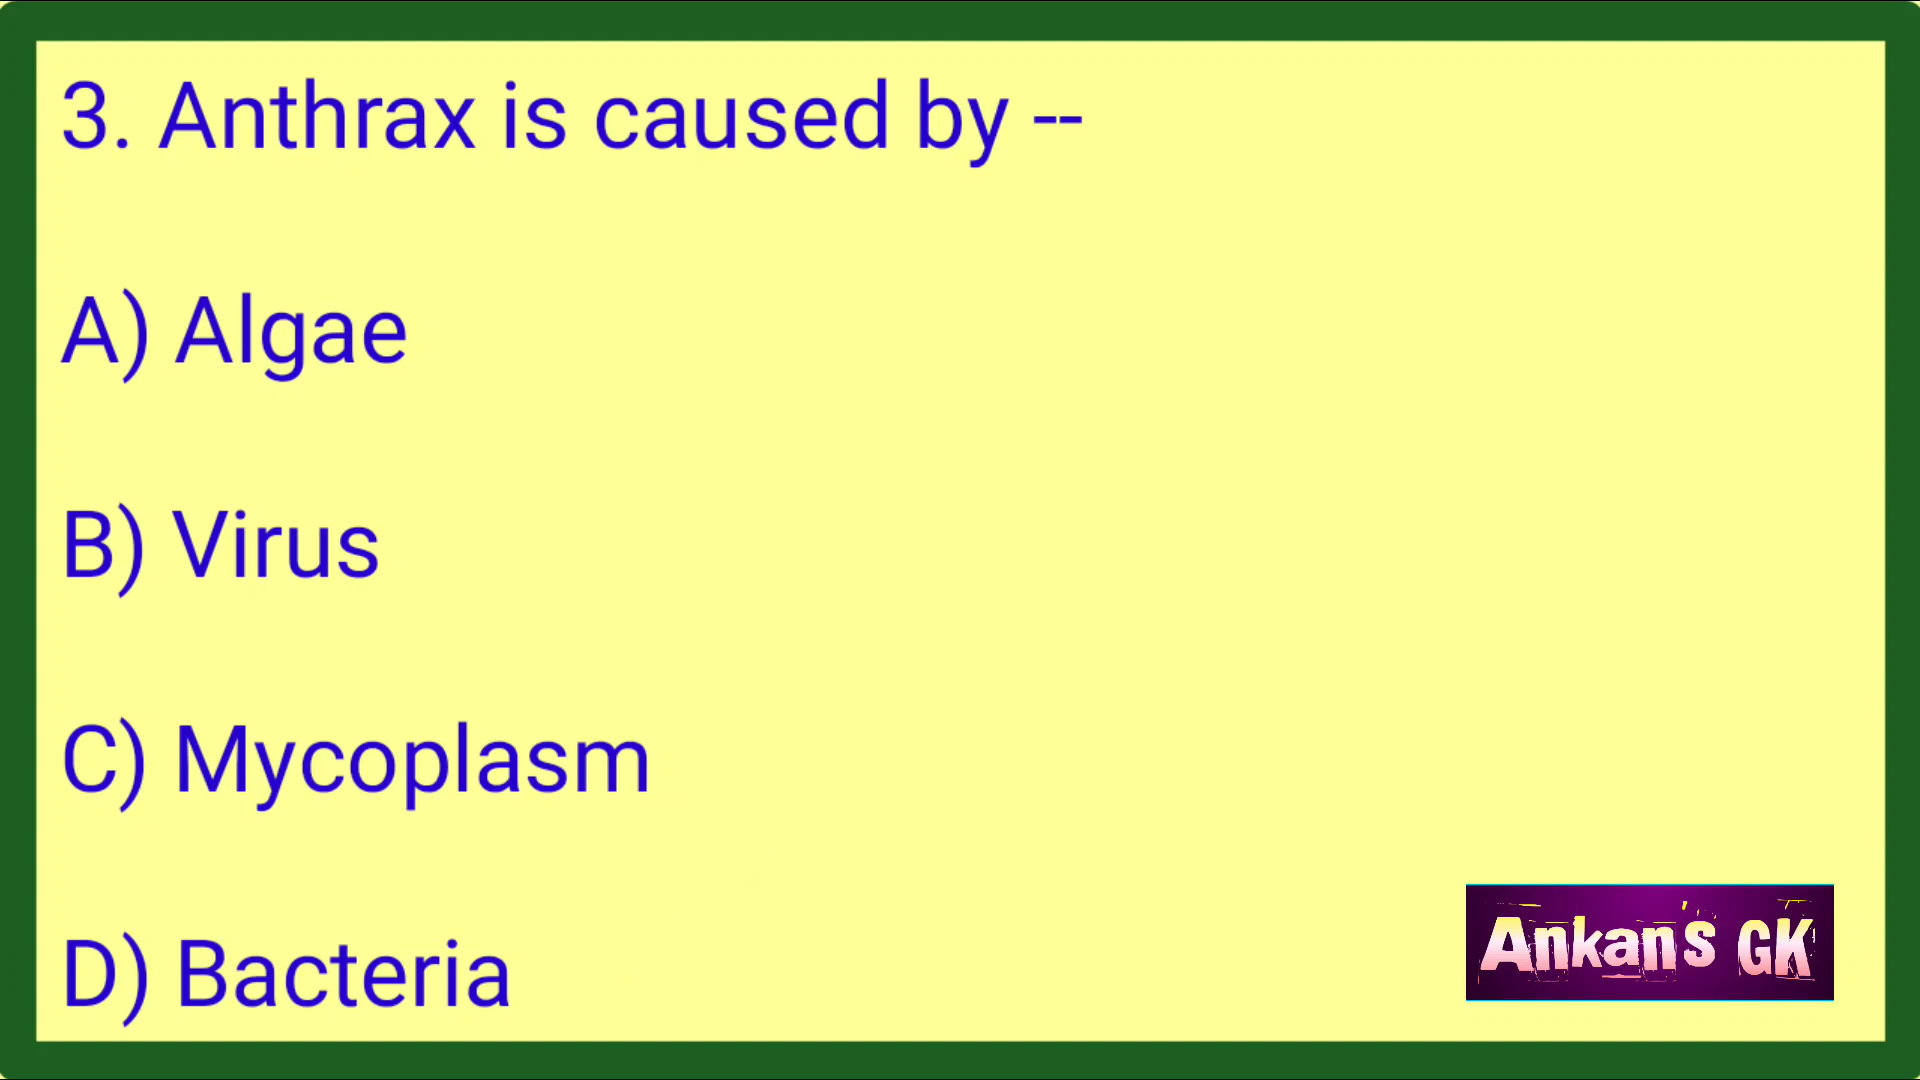 3. Anthrax is caused by --
A) Algae
B) Virus
C) Mycoplasm
D) Bacteria
Ankan's GK